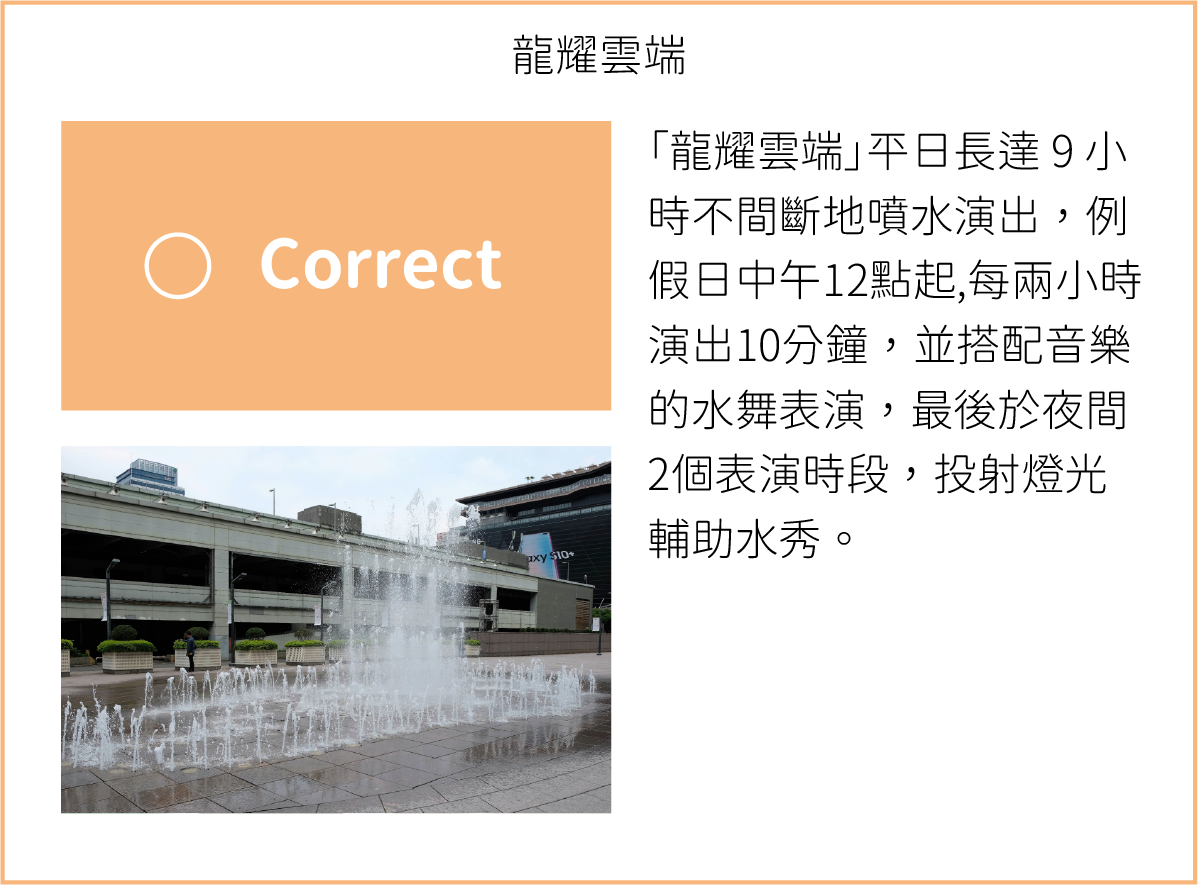 龍耀雲端
○ Correct
「龍耀雲端」平日長達 9 小
時不間斷地噴水演出，例
假日中午12點起,每兩小時
演出10分鐘，並搭配音樂
的水舞表演，最後於夜間
2個表演時段，投射燈光
輔助水秀。
axy S10+